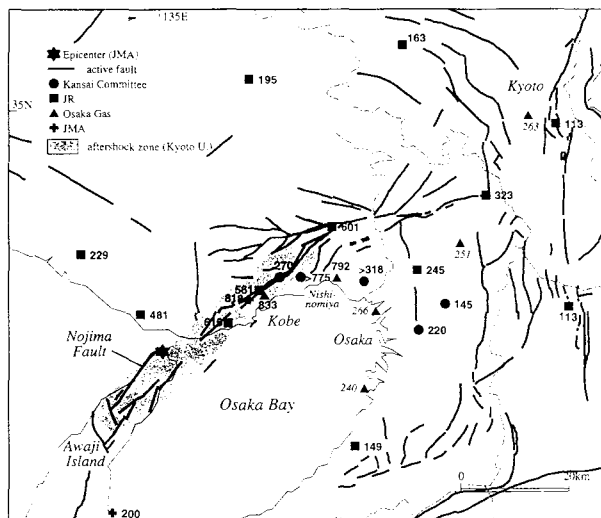 135E
163
Epicenter (JMA)
active fault
Kansai Committee
JR
Osaka Gas
JMA
aftershock zone (Kyoto U.)
195
Kyoto
35N
263
113
323
601
229
270
>775
792
>318
251
245
581
833
Nishi-
nomiya
481
Kobe
266
145
113
Osaka
220
Nojima
Fault
240
Osaka Bay
Awaji
Island
149
0
20km
200